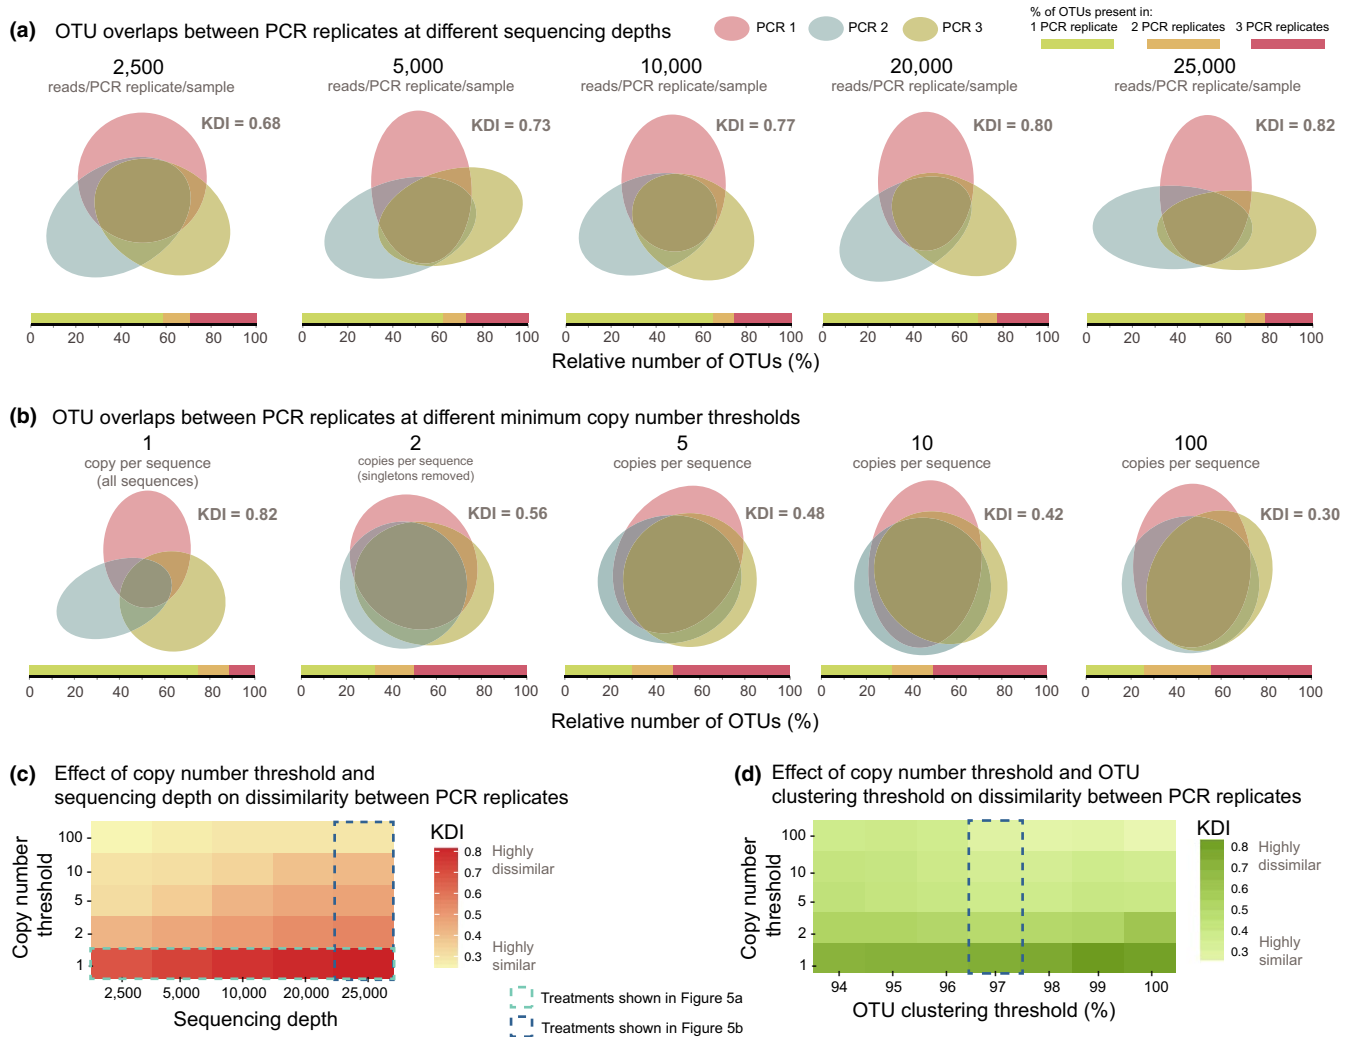 (a) OTU overlaps between PCR replicates at different sequencing depths
PCR 1 PCR 2 PCR 3
% of OTUs present in:
1 PCR replicate 2 PCR replicates 3 PCR replicates
2,500 5,000 10,000 20,000 25,000
reads/PCR replicate/sample reads/PCR replicate/sample reads/PCR replicate/sample reads/PCR replicate/sample reads/PCR replicate/sample
KDI = 0.68 KDI = 0.73 KDI = 0.77 KDI = 0.80 KDI = 0.82
0 20 40 60 80 100 0 20 40 60 80 100 0 20 40 60 80 100 0 20 40 60 80 100 0 20 40 60 80 100
Relative number of OTUs (%)
(b) OTU overlaps between PCR replicates at different minimum copy number thresholds
1 2 5 10 100
copy per sequence copies per sequence copies per sequence copies per sequence copies per sequence
(all sequences) (singletons removed)
KDI = 0.82 KDI = 0.56 KDI = 0.48 KDI = 0.42 KDI = 0.30
0 20 40 60 80 100 0 20 40 60 80 100 0 20 40 60 80 100 0 20 40 60 80 100 0 20 40 60 80 100
Relative number of OTUs (%)
(c) Effect of copy number threshold and
sequencing depth on dissimilarity between PCR replicates
Copy number
threshold
100
10
5
2
1
2,500 5,000 10,000 20,000 25,000
Sequencing depth
KDI
0.8
0.7
0.6
0.5
0.4
0.3
Highly
dissimilar
Highly
similar
Treatments shown in Figure 5a
Treatments shown in Figure 5b
(d) Effect of copy number threshold and OTU
clustering threshold on dissimilarity between PCR replicates
Copy number
threshold
100
10
5
2
1
94 95 96 97 98 99 100
OTU clustering threshold (%)
KDI
0.8
0.7
0.6
0.5
0.4
0.3
Highly
dissimilar
Highly
similar